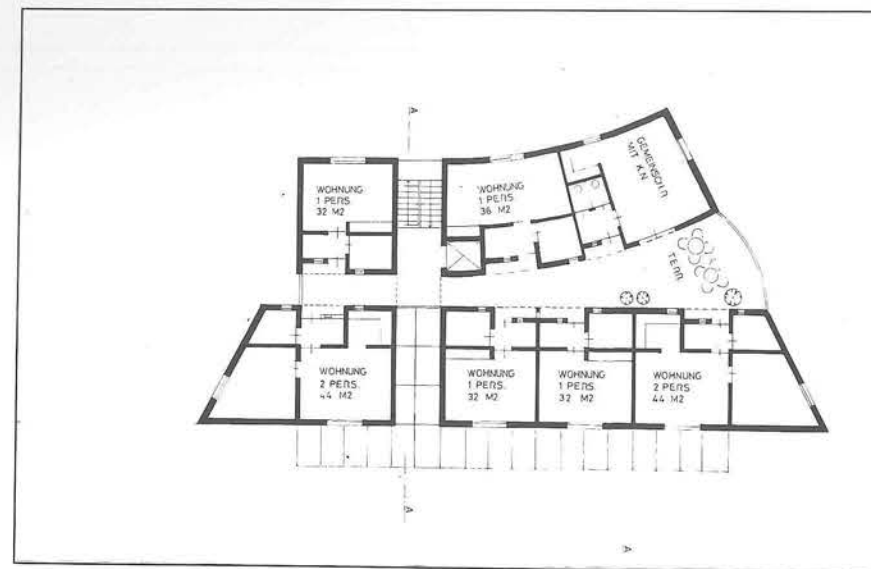 A
GEMEINSCH.R
MIT K.N.
WOHNUNG
1 PERS.
32 M2
WOHNUNG
1 PERS.
36 M2
TERR.
WOHNUNG
2 PERS.
44 M2
WOHNUNG
1 PERS.
32 M2
WOHNUNG
1 PERS.
32 M2
WOHNUNG
2 PERS
44 M2
A
A